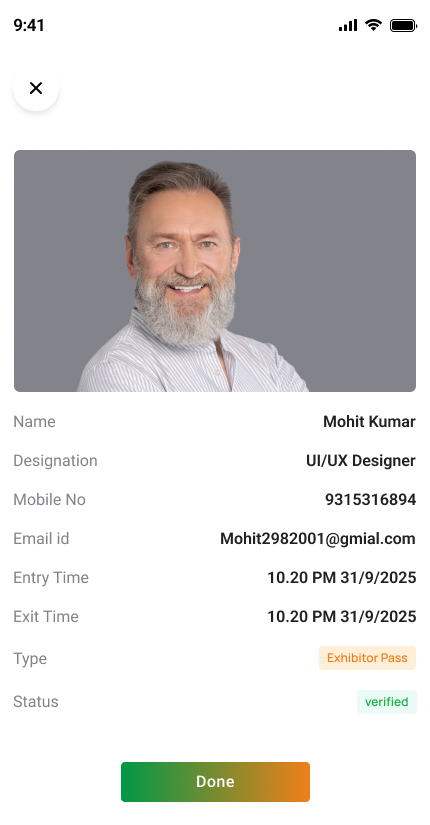 9:41
Name Mohit Kumar
Designation UI/UX Designer
Mobile No 9315316894
Email id Mohit2982001@gmial.com
Entry Time 10.20 PM 31/9/2025
Exit Time 10.20 PM 31/9/2025
Type Exhibitor Pass
Status verified
Done